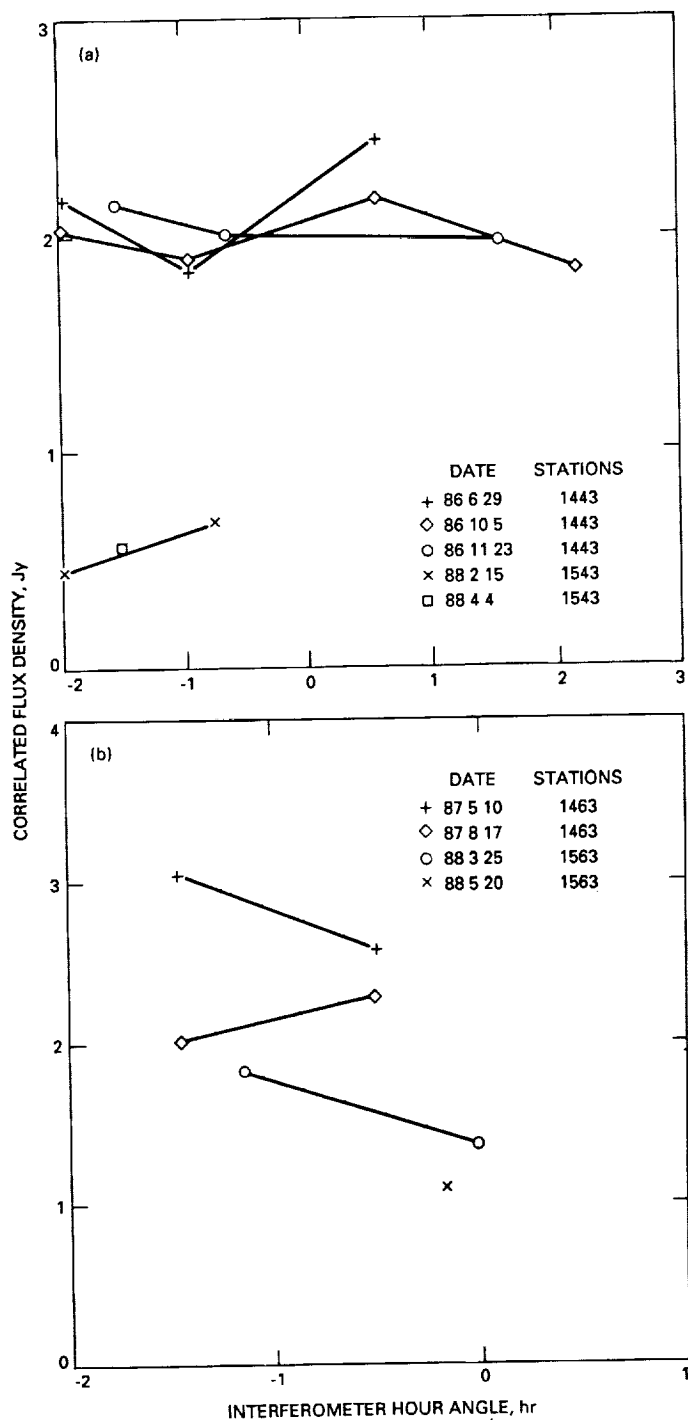 3
(a)
2
1
0
-2 -1 0 1 2 3
DATE STATIONS
+ 86 6 29 1443
◇ 86 10 5 1443
○ 86 11 23 1443
× 88 2 15 1543
□ 88 4 4 1543
CORRELATED FLUX DENSITY, Jy
4
(b)
3
2
1
0
-2 -1 0 1
DATE STATIONS
+ 87 5 10 1463
◇ 87 8 17 1463
○ 88 3 25 1563
× 88 5 20 1563
INTERFEROMETER HOUR ANGLE, hr